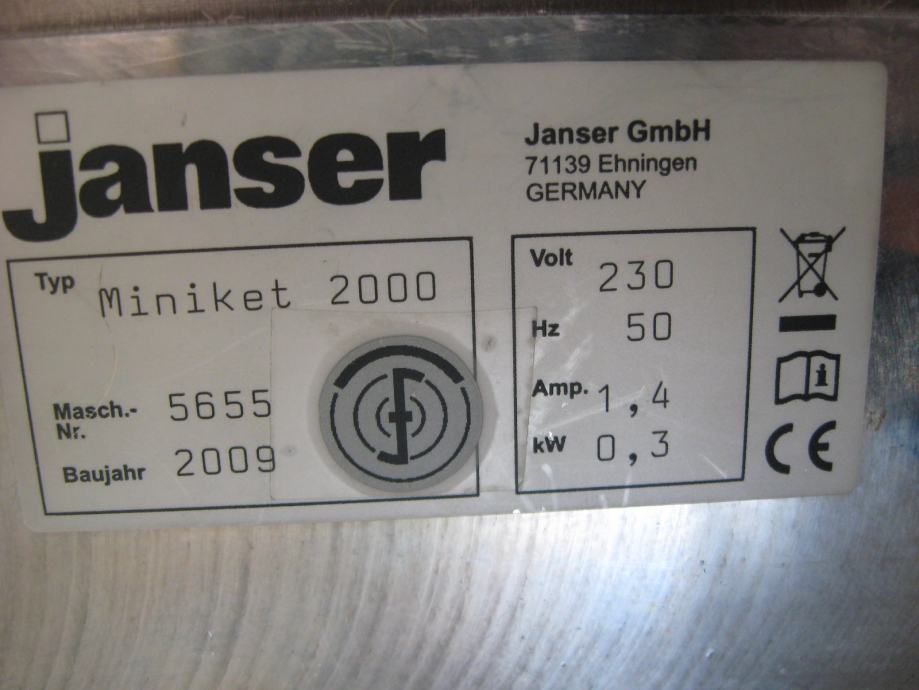 janser
Janser GmbH
71139 Ehningen
GERMANY
Typ Miniket 2000
Masch.-
Nr. 5655
Baujahr 2009
Volt 230
Hz 50
Amp. 1,4
kW 0,3
CE